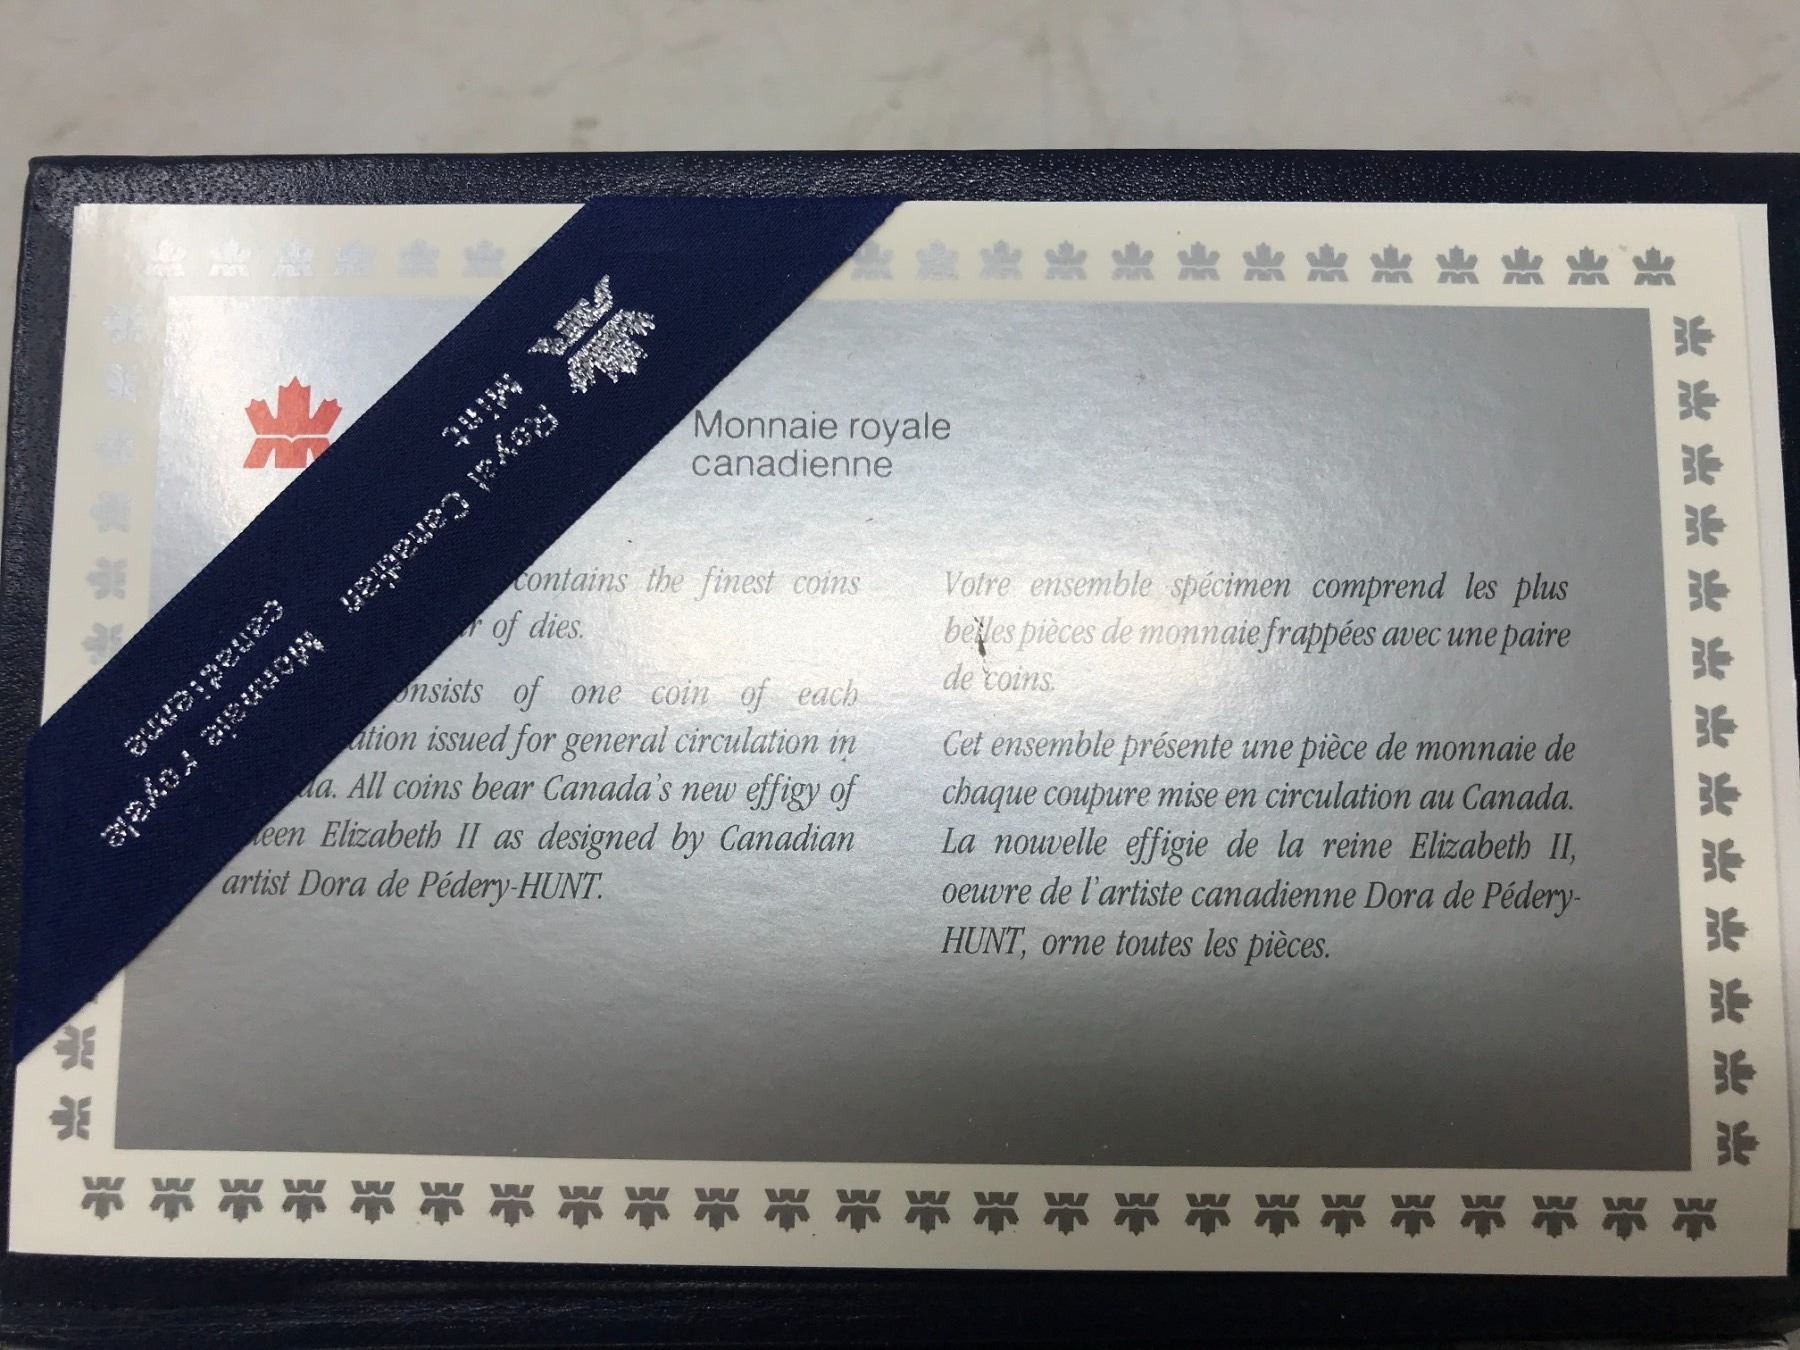 Royal Canadian
Mint
Monnaie royale
canadienne
Monnaie royale
canadienne
contains the finest coins
of dies.
of one coin of each
issued for general circulation in
All coins bear Canada's new effigy of
Elizabeth II as designed by Canadian
artist Dora de Pédery-HUNT.
Votre ensemble spécimen comprend les plus
belles pièces de monnaie frappées avec une paire
de coins.
Cet ensemble présente une pièce de monnaie de
chaque coupure mise en circulation au Canada.
La nouvelle effigie de la reine Elizabeth II,
oeuvre de l'artiste canadienne Dora de Pédery-
HUNT, orne toutes les pièces.